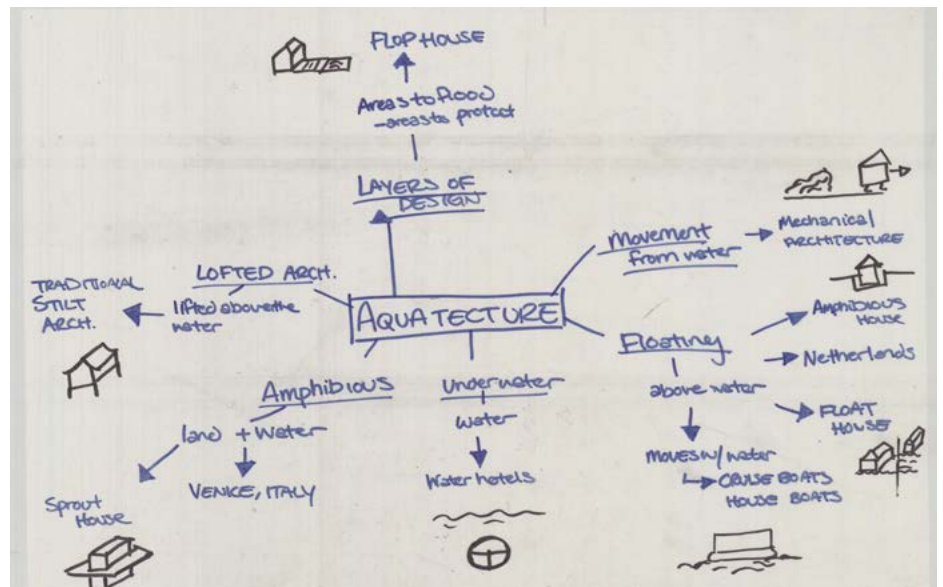 FLOP HOUSE
Areas to flood
-areas to protect
LAYERS OF
DESIGN
Movement
from water
Mechanical
ARCHITECTURE
LOFTED ARCH.
lifted above the
water
TRADITIONAL
STILT
ARCH.
AQUATECTURE
Floating
above water
AMPHIBIOUS
HOUSE
Netherlands
FLOAT
HOUSE
moves w/ water
CRUISE BOATS
HOUSE BOATS
Amphibious
land + water
Sprout
House
VENICE, ITALY
Underwater
water
Water hotels